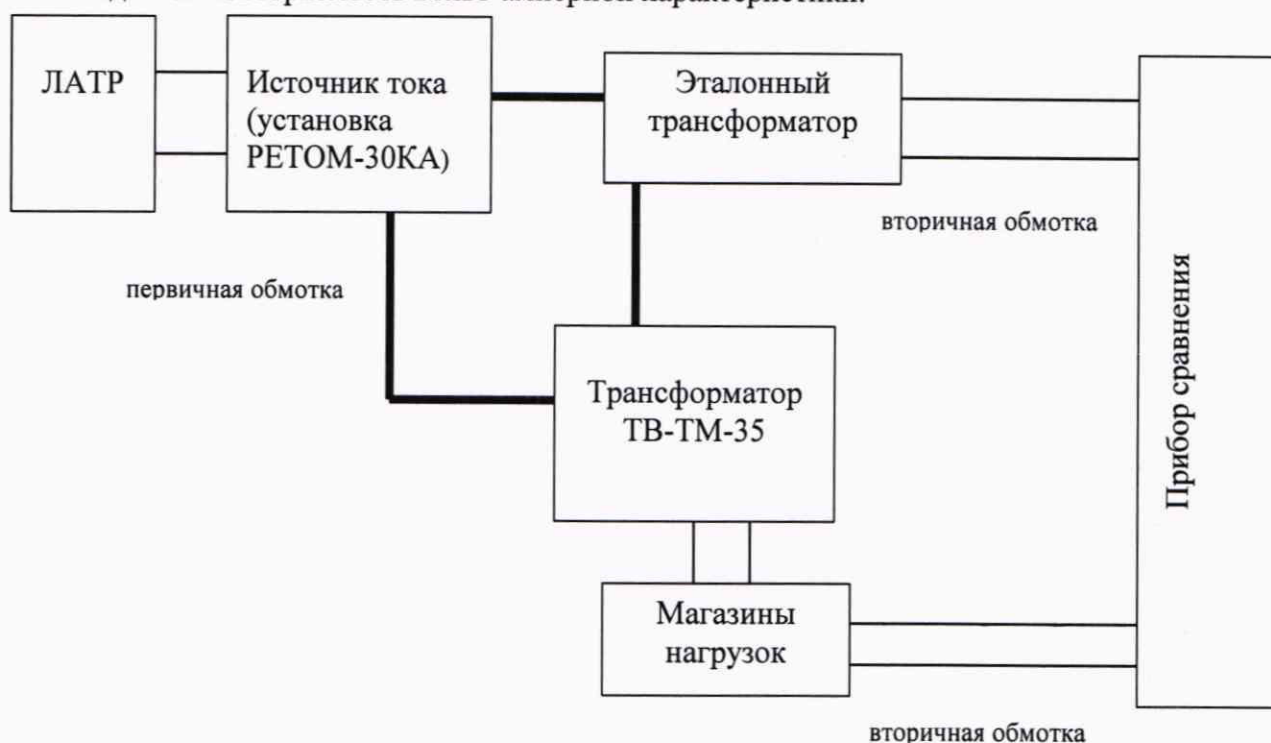 характеристики.
ЛАТР
Источник тока
(установка
РЕТОМ-30КА)
Эталонный
трансформатор
вторичная обмотка
первичная обмотка
Трансформатор
ТВ-ТМ-35
Прибор сравнения
Магазины
нагрузок
вторичная обмотка